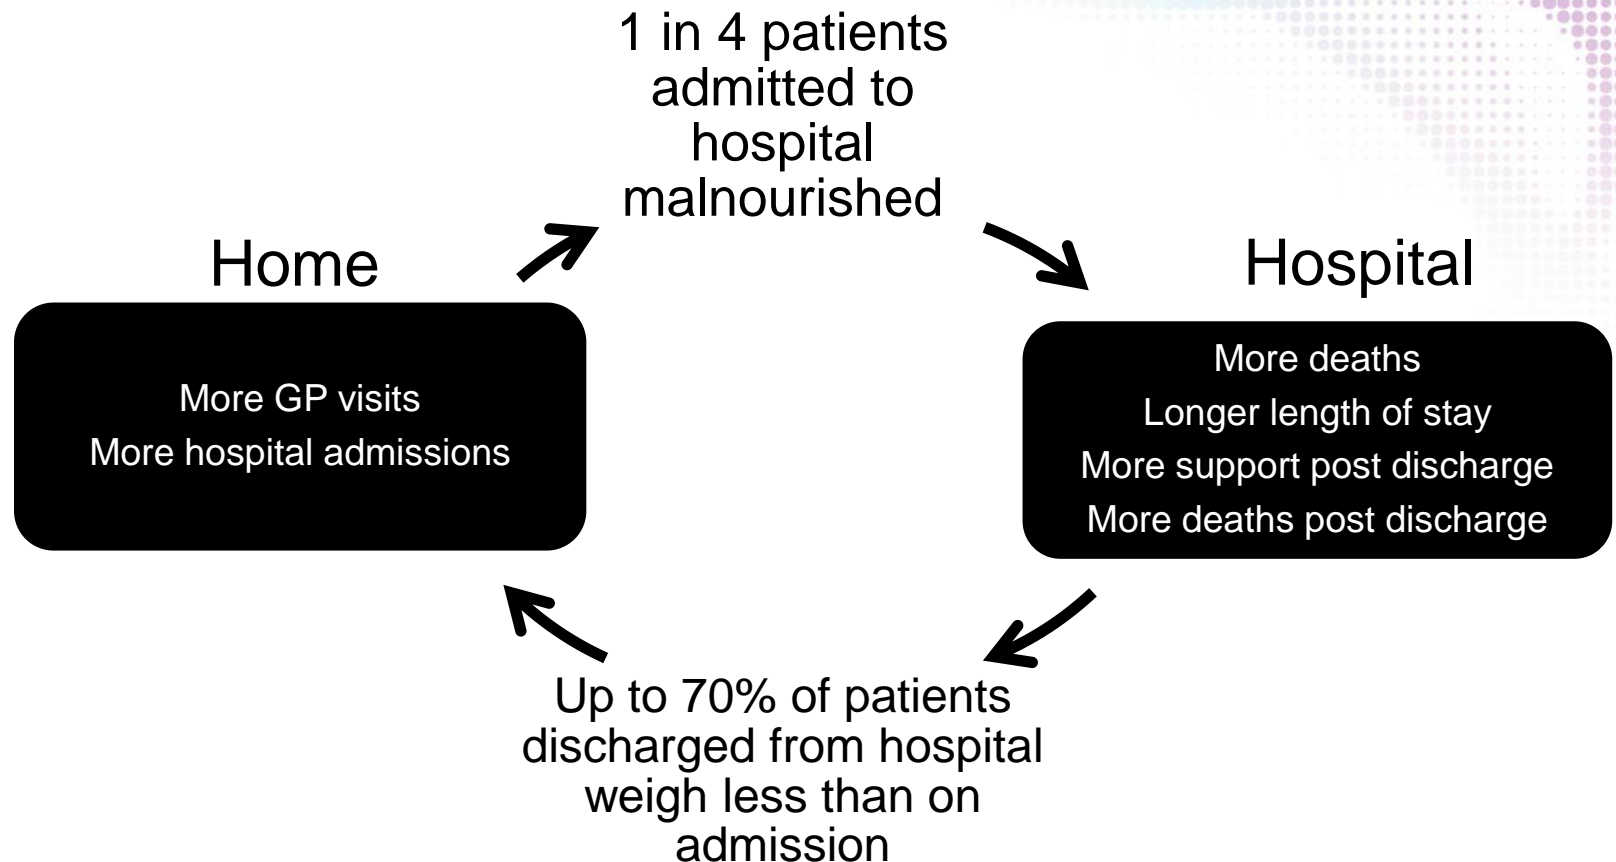 1 in 4 patients
admitted to
hospital
malnourished
Home
More GP visits
More hospital admissions
Hospital
More deaths
Longer length of stay
More support post discharge
More deaths post discharge
Up to 70% of patients
discharged from hospital
weigh less than on
admission